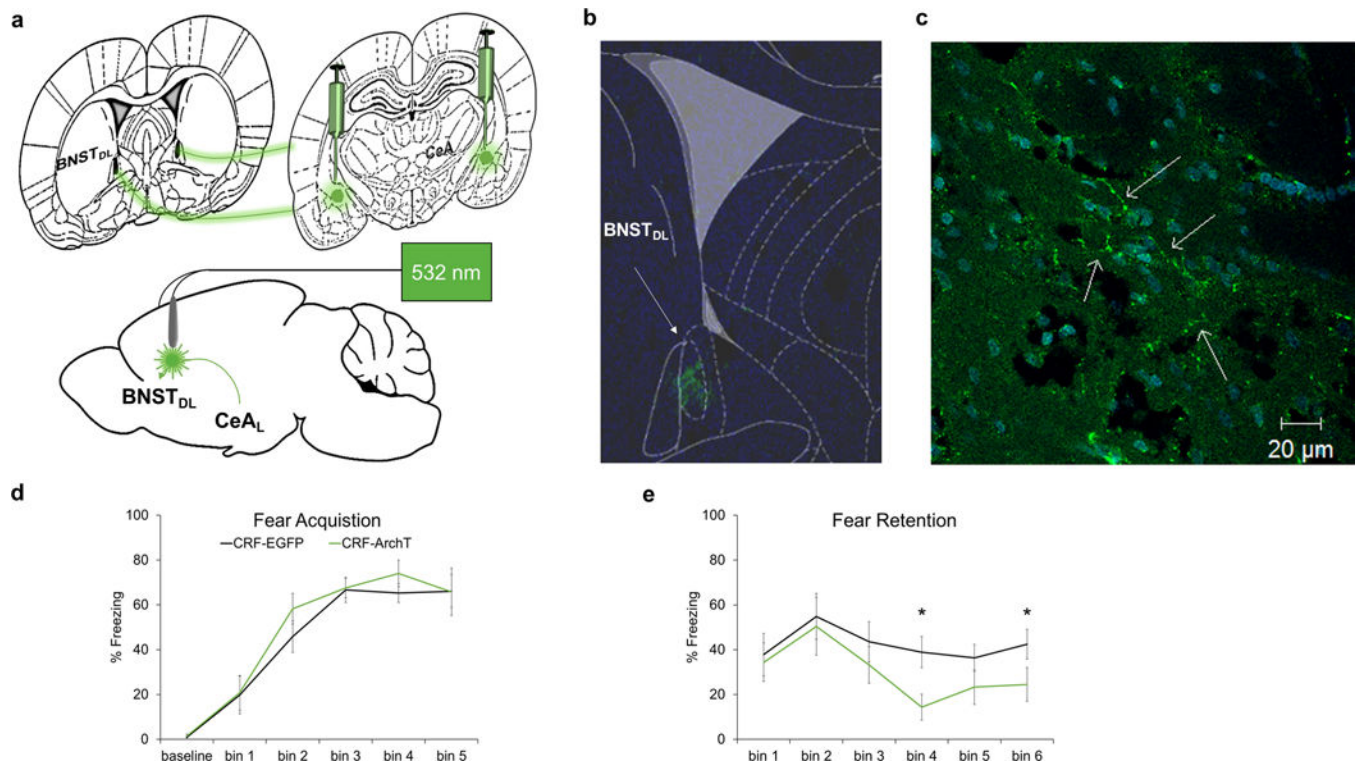 a
BNSTDL
CeA
532 nm
BNSTDL
CeAL
b
BNSTDL
c
20 µm
d
Fear Acquistion
CRF-EGFP CRF-ArchT
% Freezing
100
80
60
40
20
0
baseline bin 1 bin 2 bin 3 bin 4 bin 5
e
Fear Retention
% Freezing
100
80
60
40
20
0
* *
bin 1 bin 2 bin 3 bin 4 bin 5 bin 6